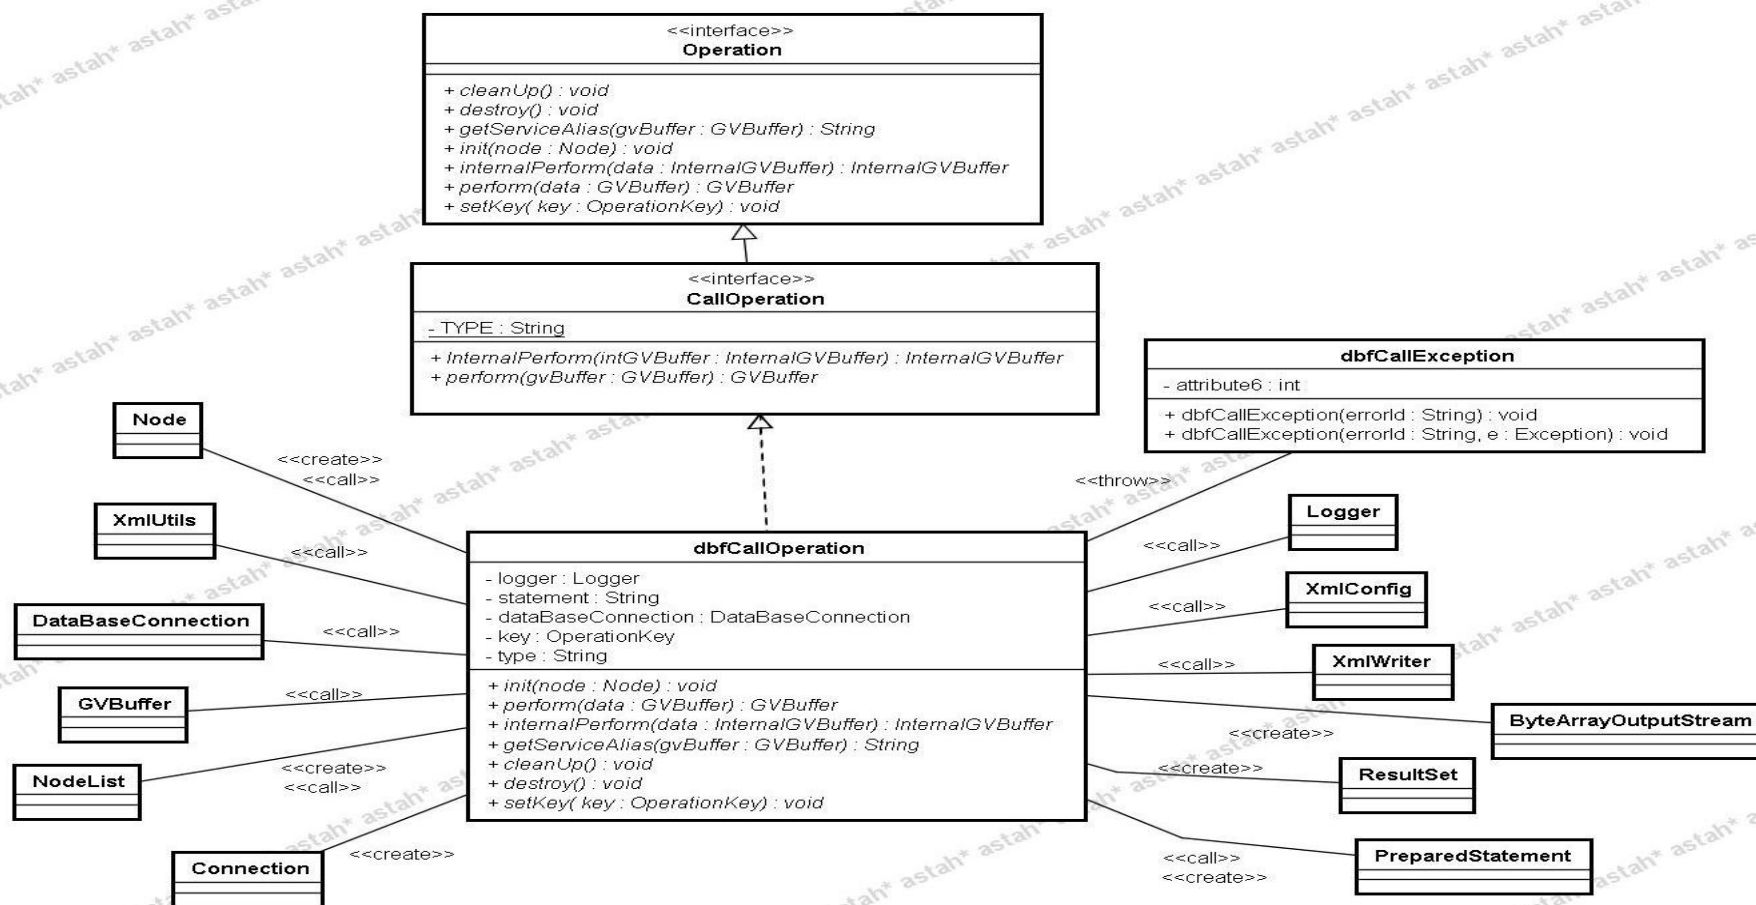 <<interface>>
Operation
+ cleanUp() : void
+ destroy() : void
+ getServiceAlias(gvBuffer : GVBuffer) : String
+ init(node : Node) : void
+ internalPerform(data : InternalGVBuffer) : InternalGVBuffer
+ perform(data : GVBuffer) : GVBuffer
+ setKey( key : OperationKey) : void
<<interface>>
CallOperation
- TYPE : String
+ InternalPerform(intGVBuffer : InternalGVBuffer) : InternalGVBuffer
+ perform(gvBuffer : GVBuffer) : GVBuffer
dbfCallException
- attribute6 : int
+ dbfCallException(errorId : String) : void
+ dbfCallException(errorId : String, e : Exception) : void
Node
<<create>>
<<call>>
XmlUtils
<<call>>
DataBaseConnection
<<call>>
GVBuffer
<<call>>
NodeList
<<create>>
<<call>>
Connection
<<create>>
dbfCallOperation
- logger : Logger
- statement : String
- dataBaseConnection : DataBaseConnection
- key : OperationKey
- type : String
+ init(node : Node) : void
+ perform(data : GVBuffer) : GVBuffer
+ internalPerform(data : InternalGVBuffer) : InternalGVBuffer
+ getServiceAlias(gvBuffer : GVBuffer) : String
+ cleanUp() : void
+ destroy() : void
+ setKey( key : OperationKey) : void
<<throw>>
Logger
<<call>>
XmlConfig
<<call>>
XmlWriter
<<call>>
ByteArrayOutputStream
<<create>>
ResultSet
<<create>>
PreparedStatement
<<call>>
<<create>>